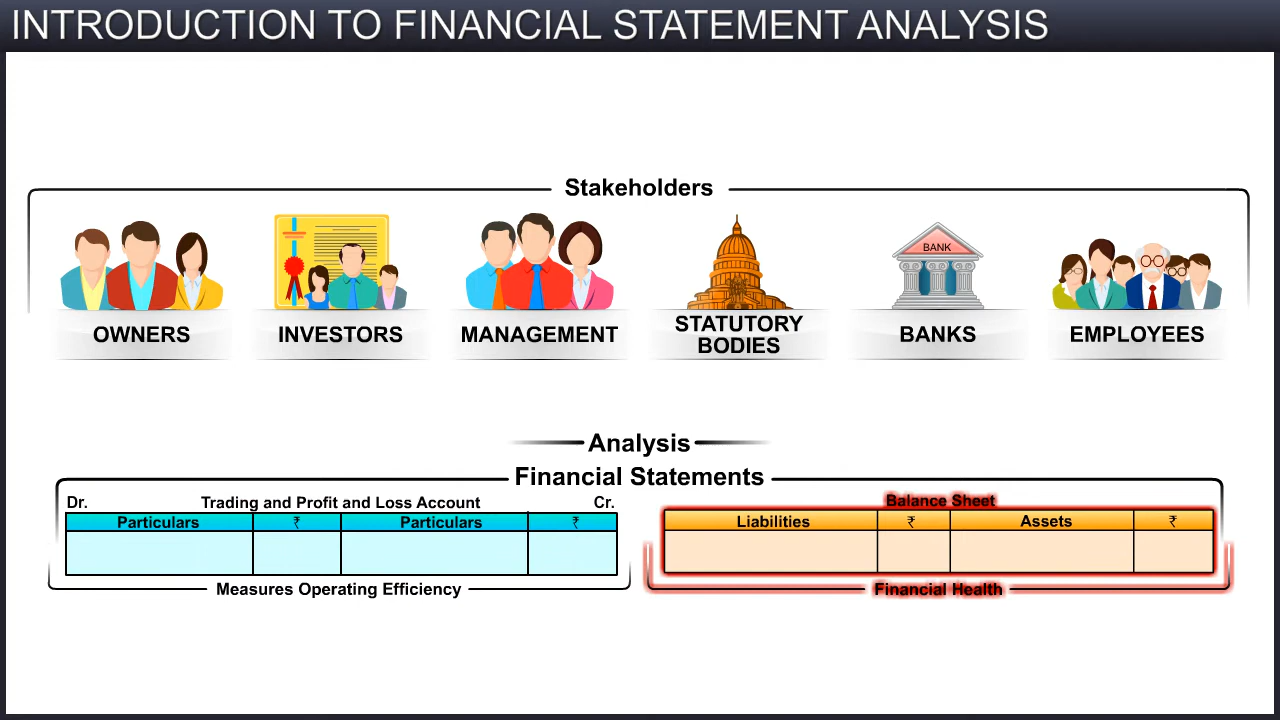 INTRODUCTION TO FINANCIAL STATEMENT ANALYSIS
Stakeholders
BANK
OWNERS
INVESTORS
MANAGEMENT
STATUTORY
BODIES
BANKS
EMPLOYEES
Analysis
Financial Statements
Dr. Trading and Profit and Loss Account Cr.
Particulars ₹ Particulars ₹
Measures Operating Efficiency
Balance Sheet
Liabilities ₹ Assets ₹
Financial Health